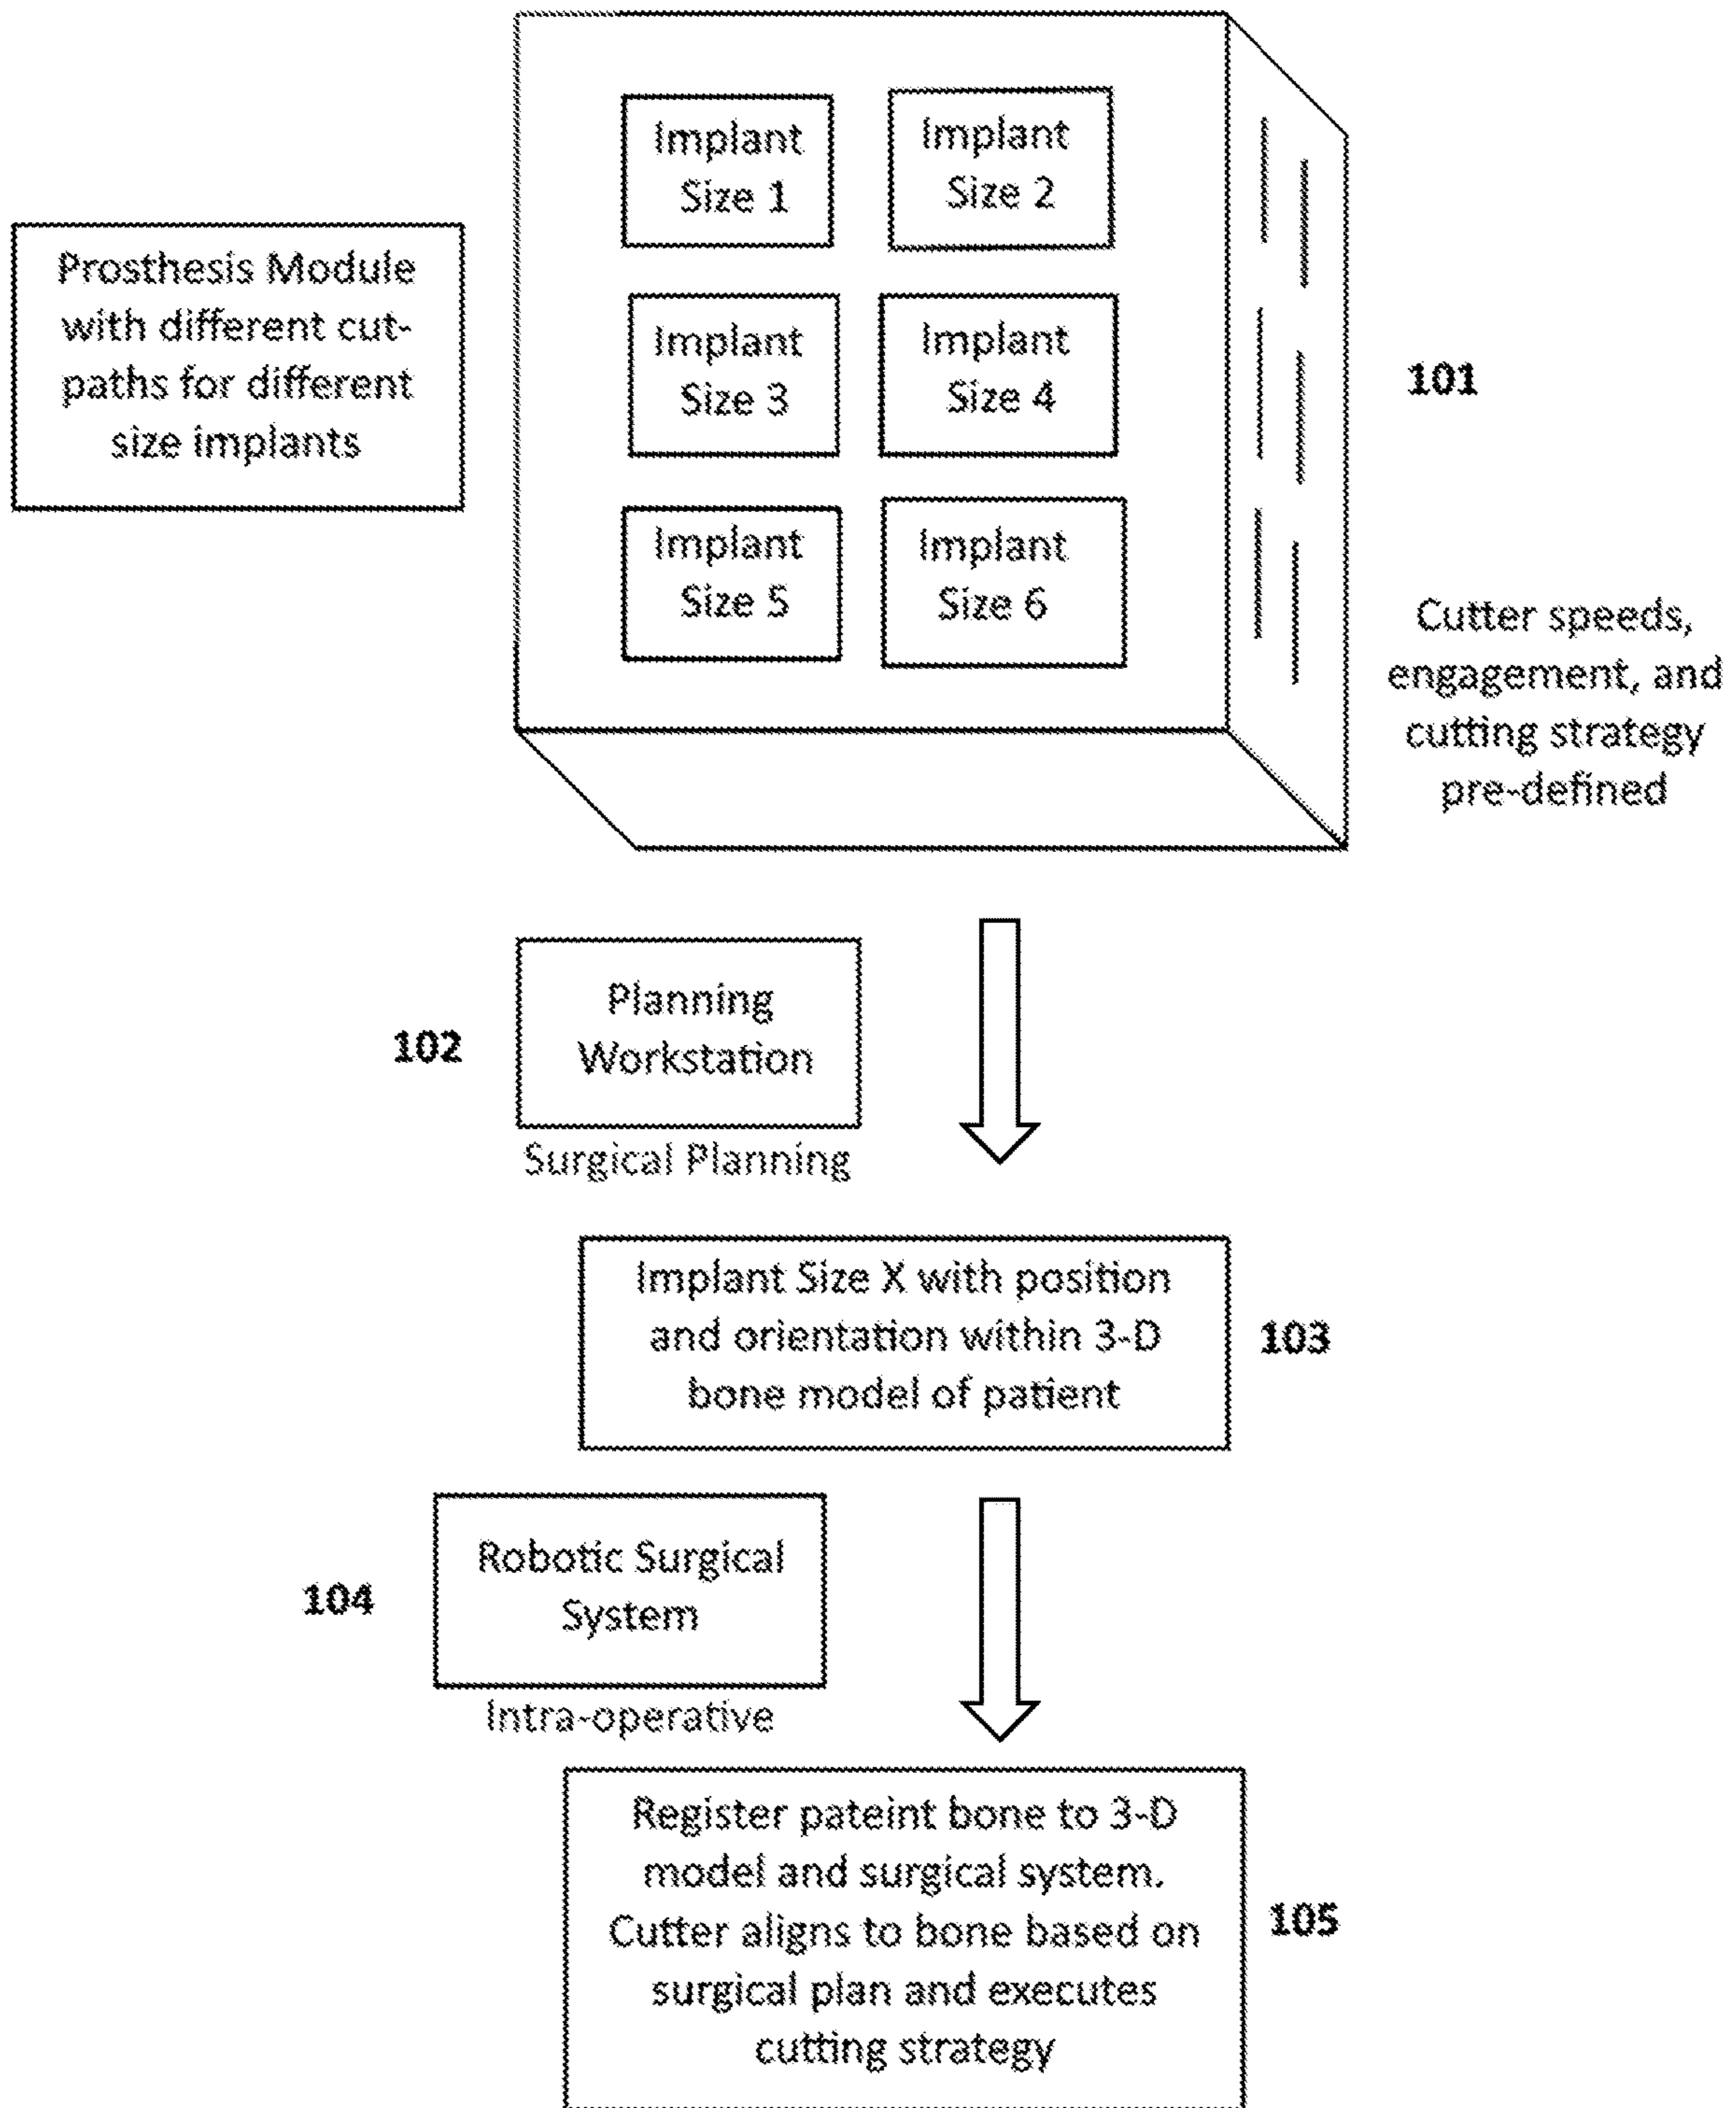 Implant
Size 1
Implant
Size 2
Prosthesis Module
with different cut-
paths for different
size implants
Implant
Size 3
Implant
Size 4
101
Implant
Size 5
Implant
Size 6
Cutter speeds,
engagement, and
cutting strategy
pre-defined
Planning
Workstation
102
Surgical Planning
Implant Size X with position
and orientation within 3-D
bone model of patient
103
Robotic Surgical
System
104
Intra-operative
Register pateint bone to 3-D
model and surgical system.
Cutter aligns to bone based on
surgical plan and executes
cutting strategy
105